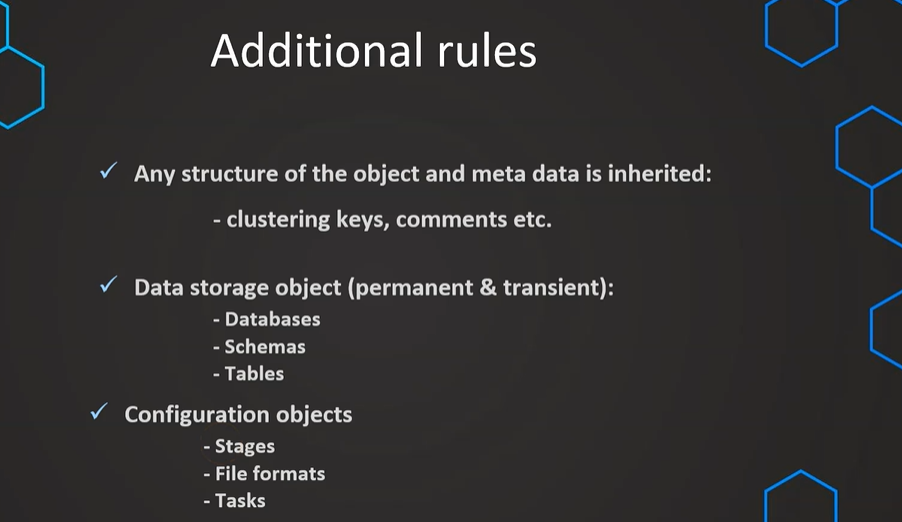 Additional rules
✓ Any structure of the object and meta data is inherited:
- clustering keys, comments etc.
✓ Data storage object (permanent & transient):
- Databases
- Schemas
- Tables
✓ Configuration objects
- Stages
- File formats
- Tasks